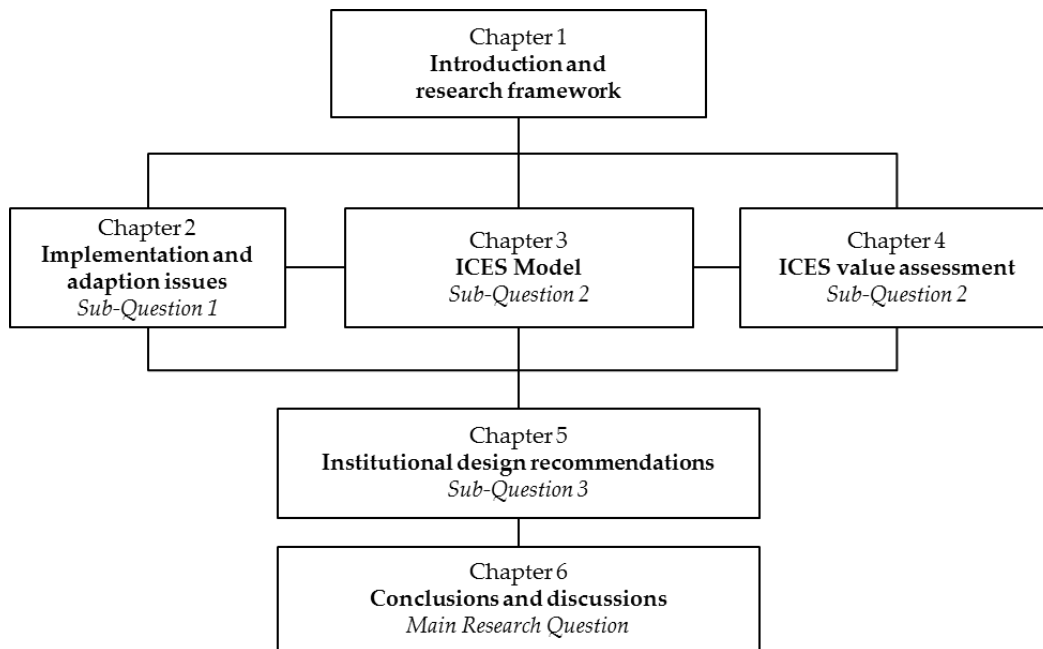 Chapter 1
Introduction and
research framework
Chapter 2
Implementation and
adaption issues
Sub-Question 1
Chapter 3
ICES Model
Sub-Question 2
Chapter 4
ICES value assessment
Sub-Question 2
Chapter 5
Institutional design recommendations
Sub-Question 3
Chapter 6
Conclusions and discussions
Main Research Question